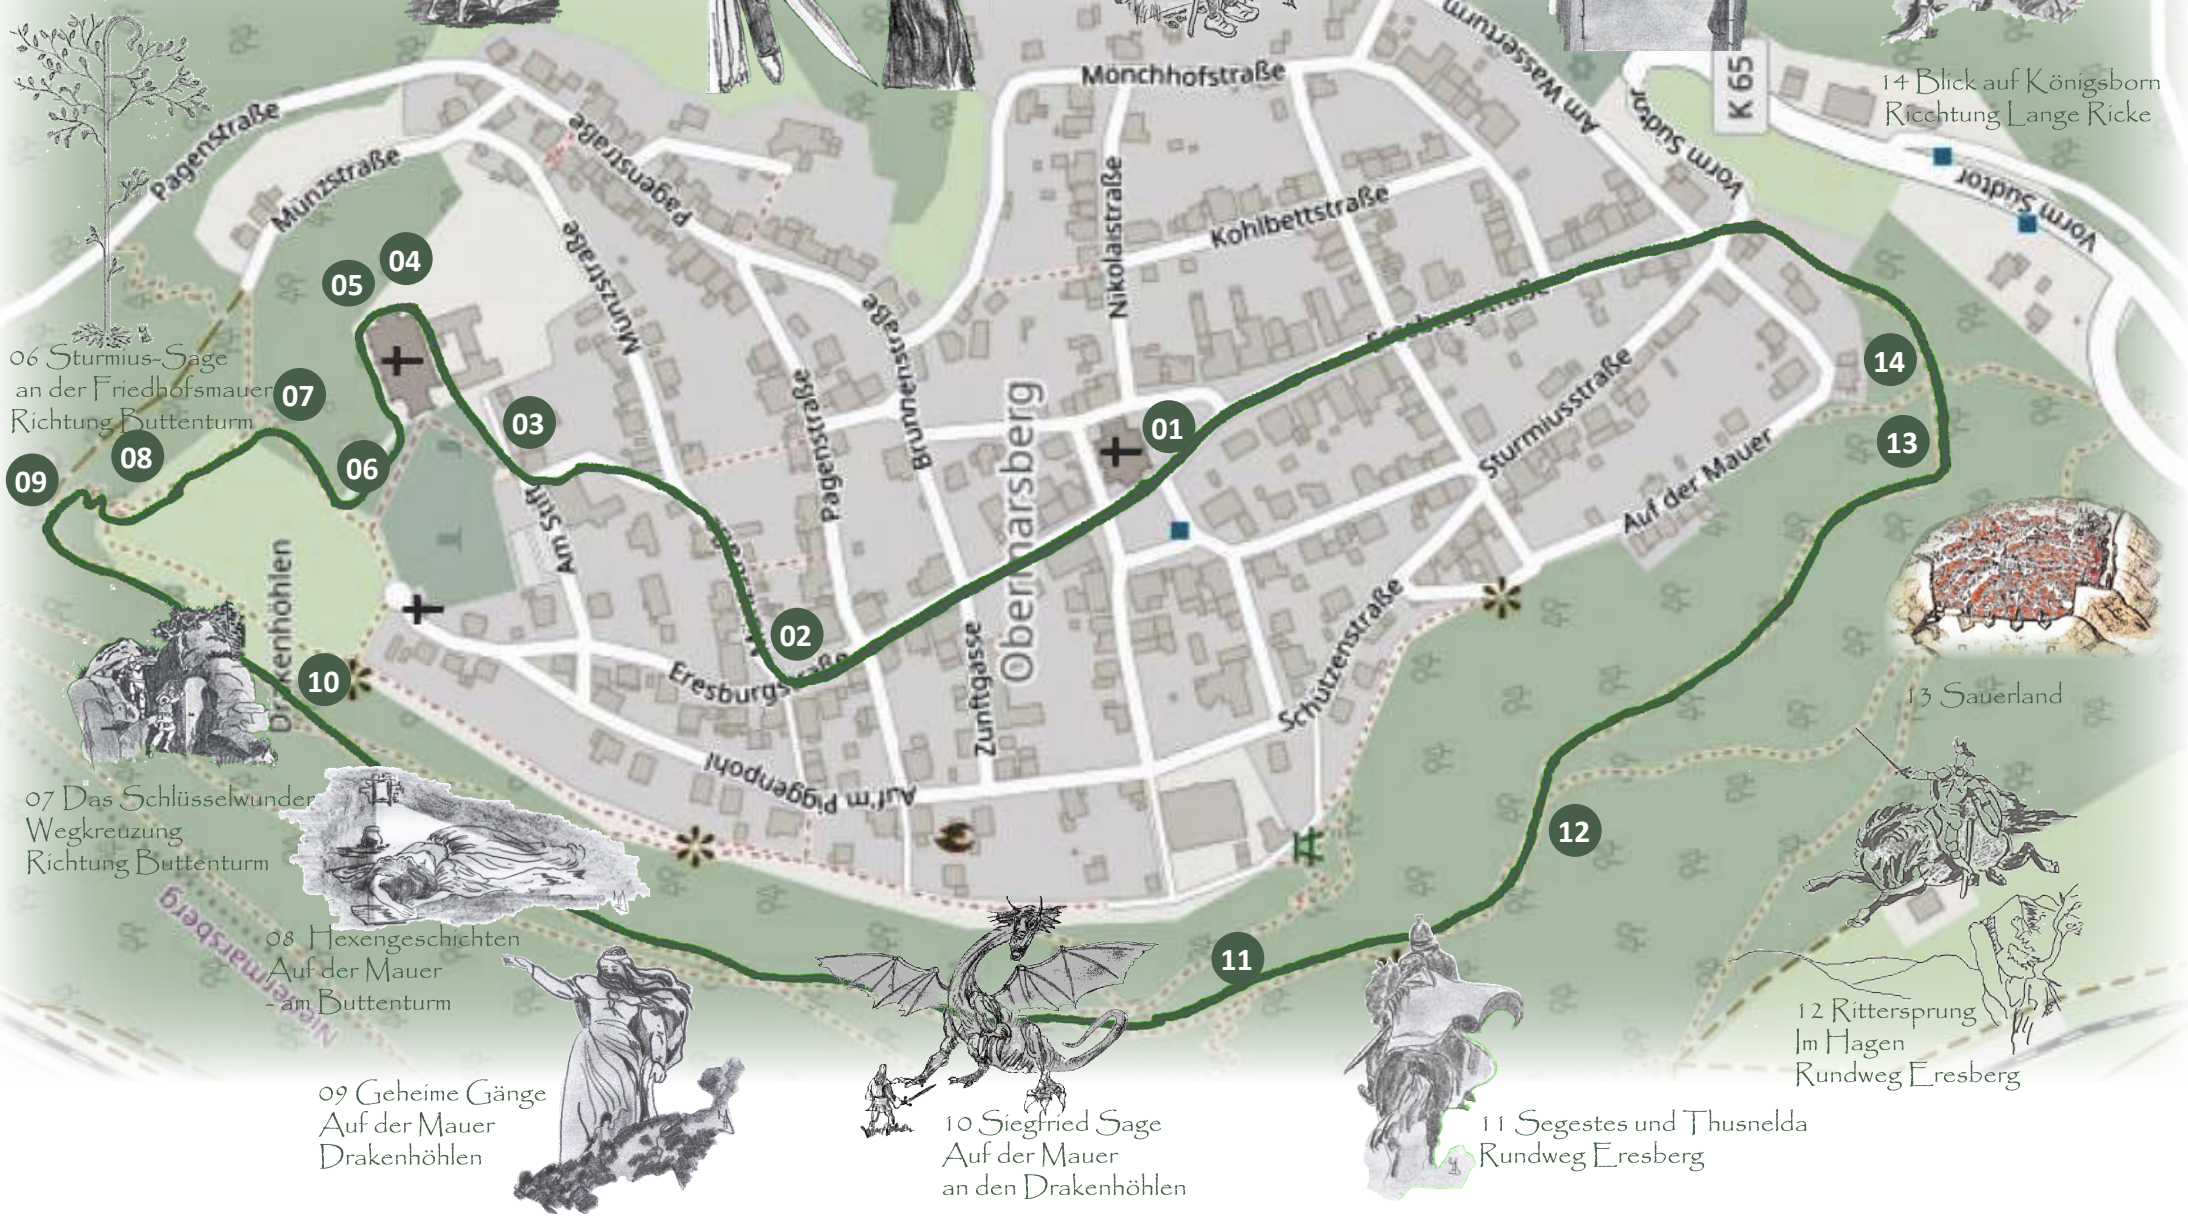 Mönchhofstraße
Am Wasserturm
K 65
Vorm Südtor
Vorm Südtor
14 Blick auf Königsborn
Ricchtung Lange Ricke
Pagenstraße
Münzstraße
Pagenstraße
Nikolaistraße
Kohlbettstraße
Münzstraße
04
05
Brunnenstraße
14
06 Sturmius-Sage
an der Friedhofsmauer
Richtung Buttenturm
07
03
Pagenstraße
Brunnenstraße
Obermarsberg
01
Sturmiusstraße
Auf der Mauer
13
08
09
06
Am Stift
Drakenhöhlen
02
Eresburgstraße
Zunftgasse
Schützenstraße
10
13 Sauerland
07 Das Schlüsselwunder
Wegkreuzung
Richtung Buttenturm
Auf'm Piggenpohl
12
Niedermarsberg
08 Hexengeschichten
Auf der Mauer
- am Buttenturm
11
12 Rittersprung
Im Hagen
Rundweg Eresberg
09 Geheime Gänge
Auf der Mauer
Drakenhöhlen
10 Siegfried Sage
Auf der Mauer
an den Drakenhöhlen
11 Segestes und Thusnelda
Rundweg Eresberg